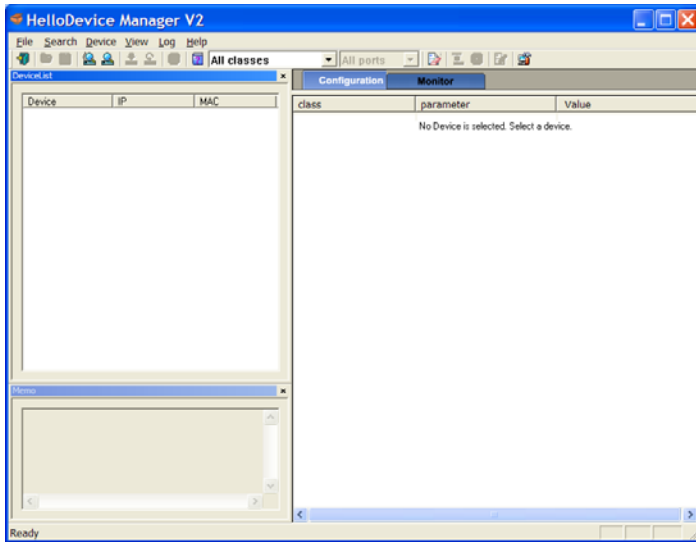 HelloDevice Manager V2
File Search Device View Log Help
All classes All ports
DeviceList
Configuration Monitor
Device IP MAC
class parameter Value
No Device is selected. Select a device.
Memo
Ready